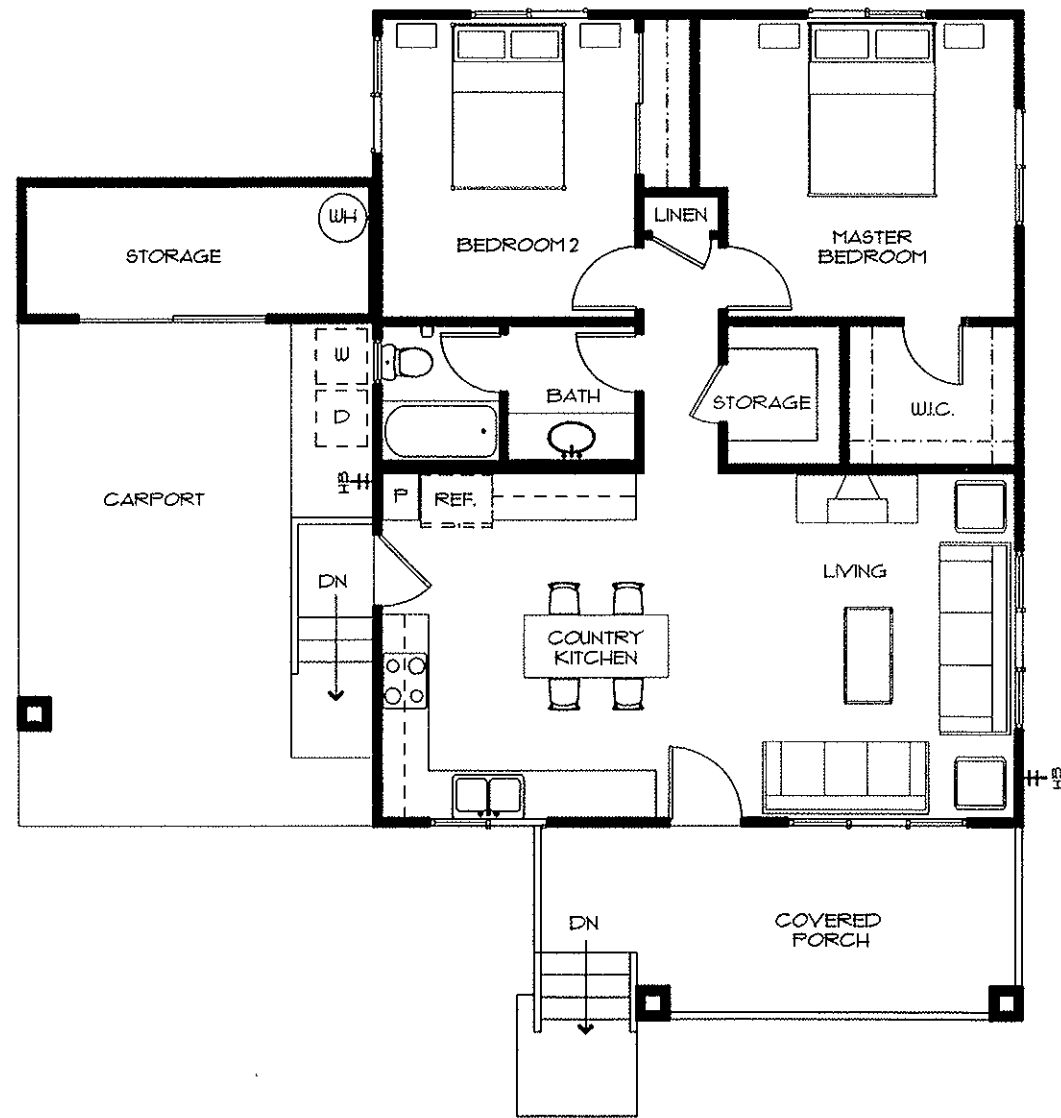 WH
LINEN
STORAGE
BEDROOM 2
MASTER
BEDROOM
W
D
BATH
STORAGE
W.I.C.
HB
CARPORT
P
REF.
DN
LIVING
COUNTRY
KITCHEN
HB
DN
COVERED
PORCH